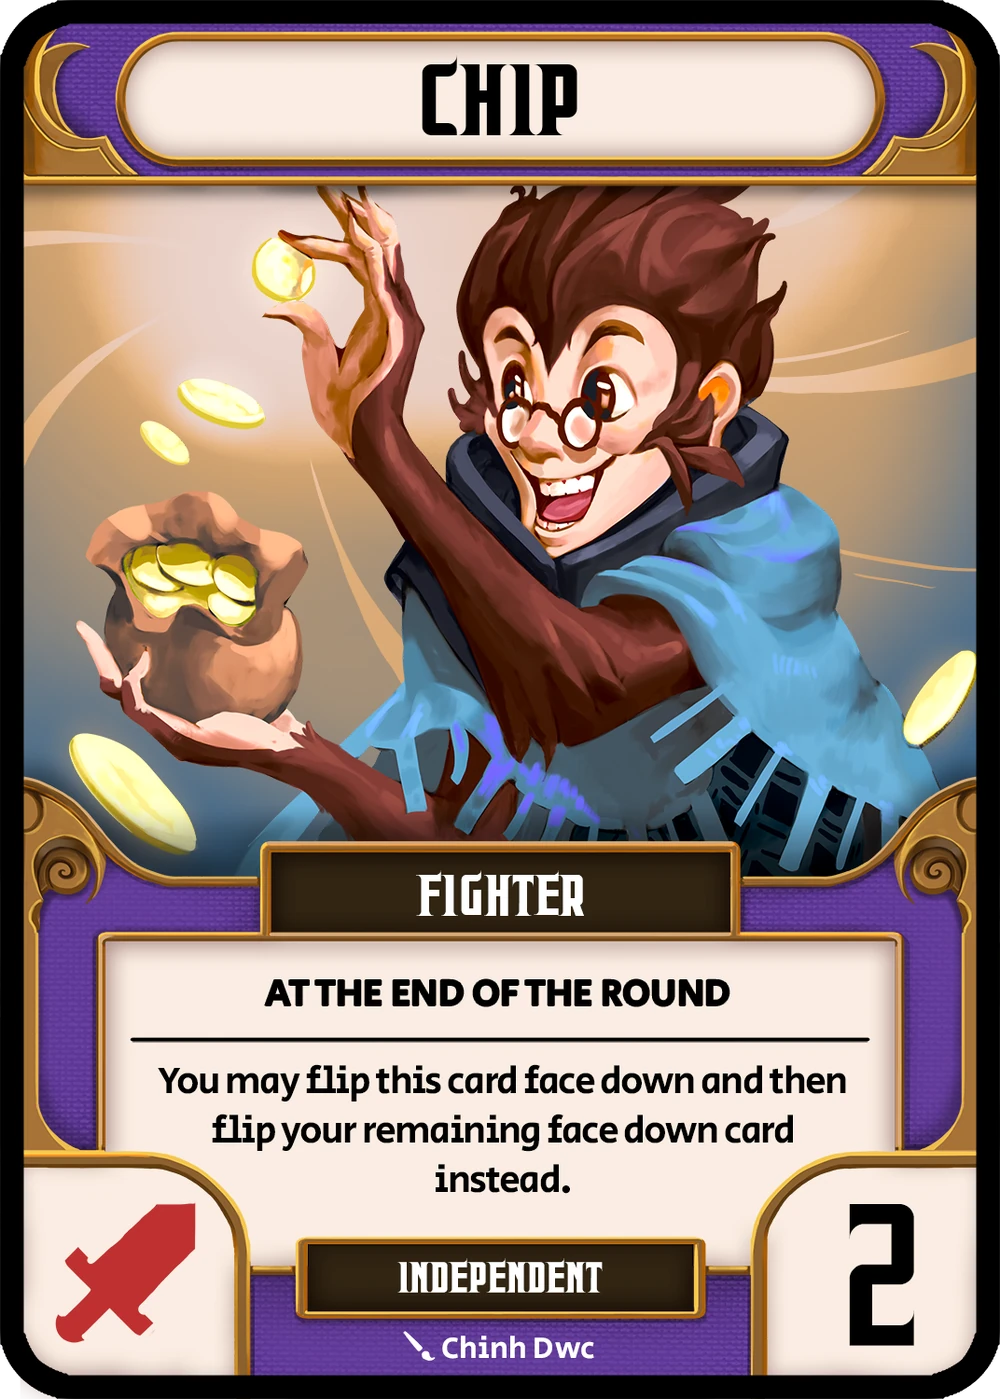 CHIP
FIGHTER
AT THE END OF THE ROUND
You may flip this card face down and then
flip your remaining face down card
instead.
INDEPENDENT
2
Chinh Dwc